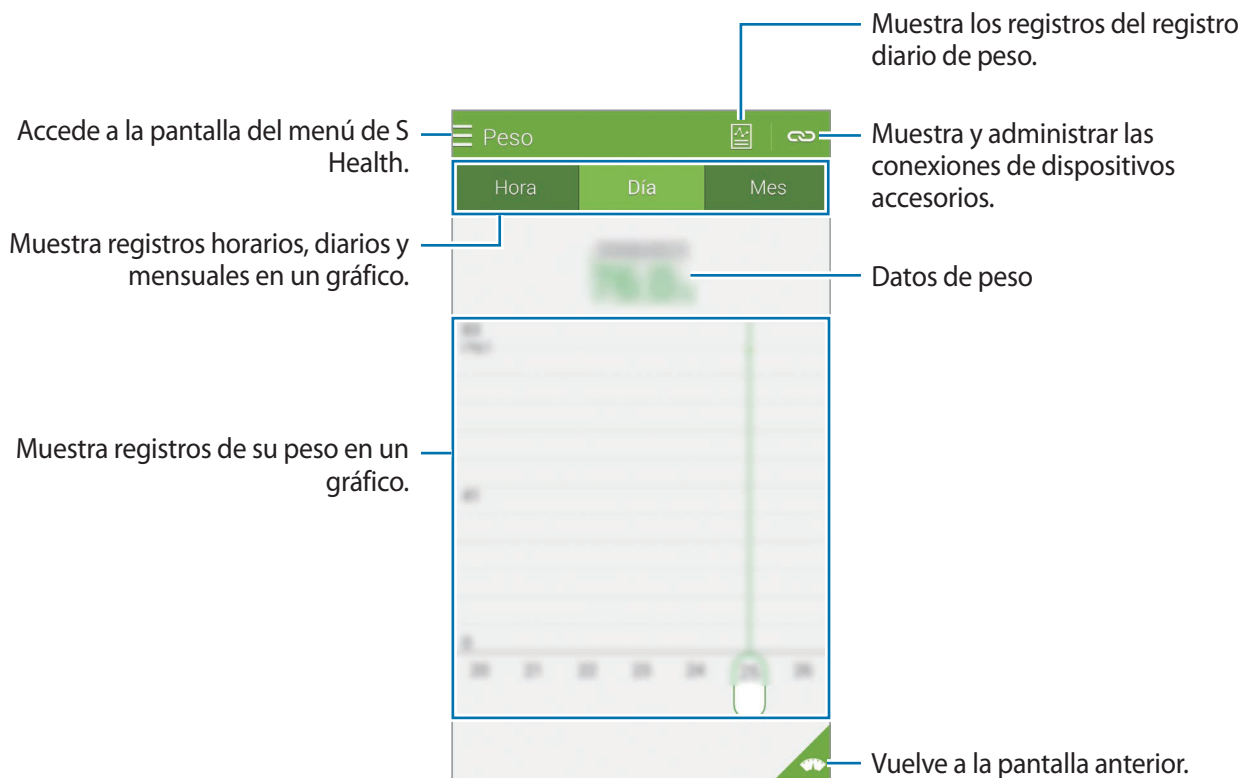 Muestra los registros del registro
diario de peso.
Accede a la pantalla del menú de S
Health.
Peso
Muestra y administrar las
conexiones de dispositivos
accesorios.
Hora Día Mes
Muestra registros horarios, diarios y
mensuales en un gráfico.
Datos de peso
Muestra registros de su peso en un
gráfico.
Vuelve a la pantalla anterior.